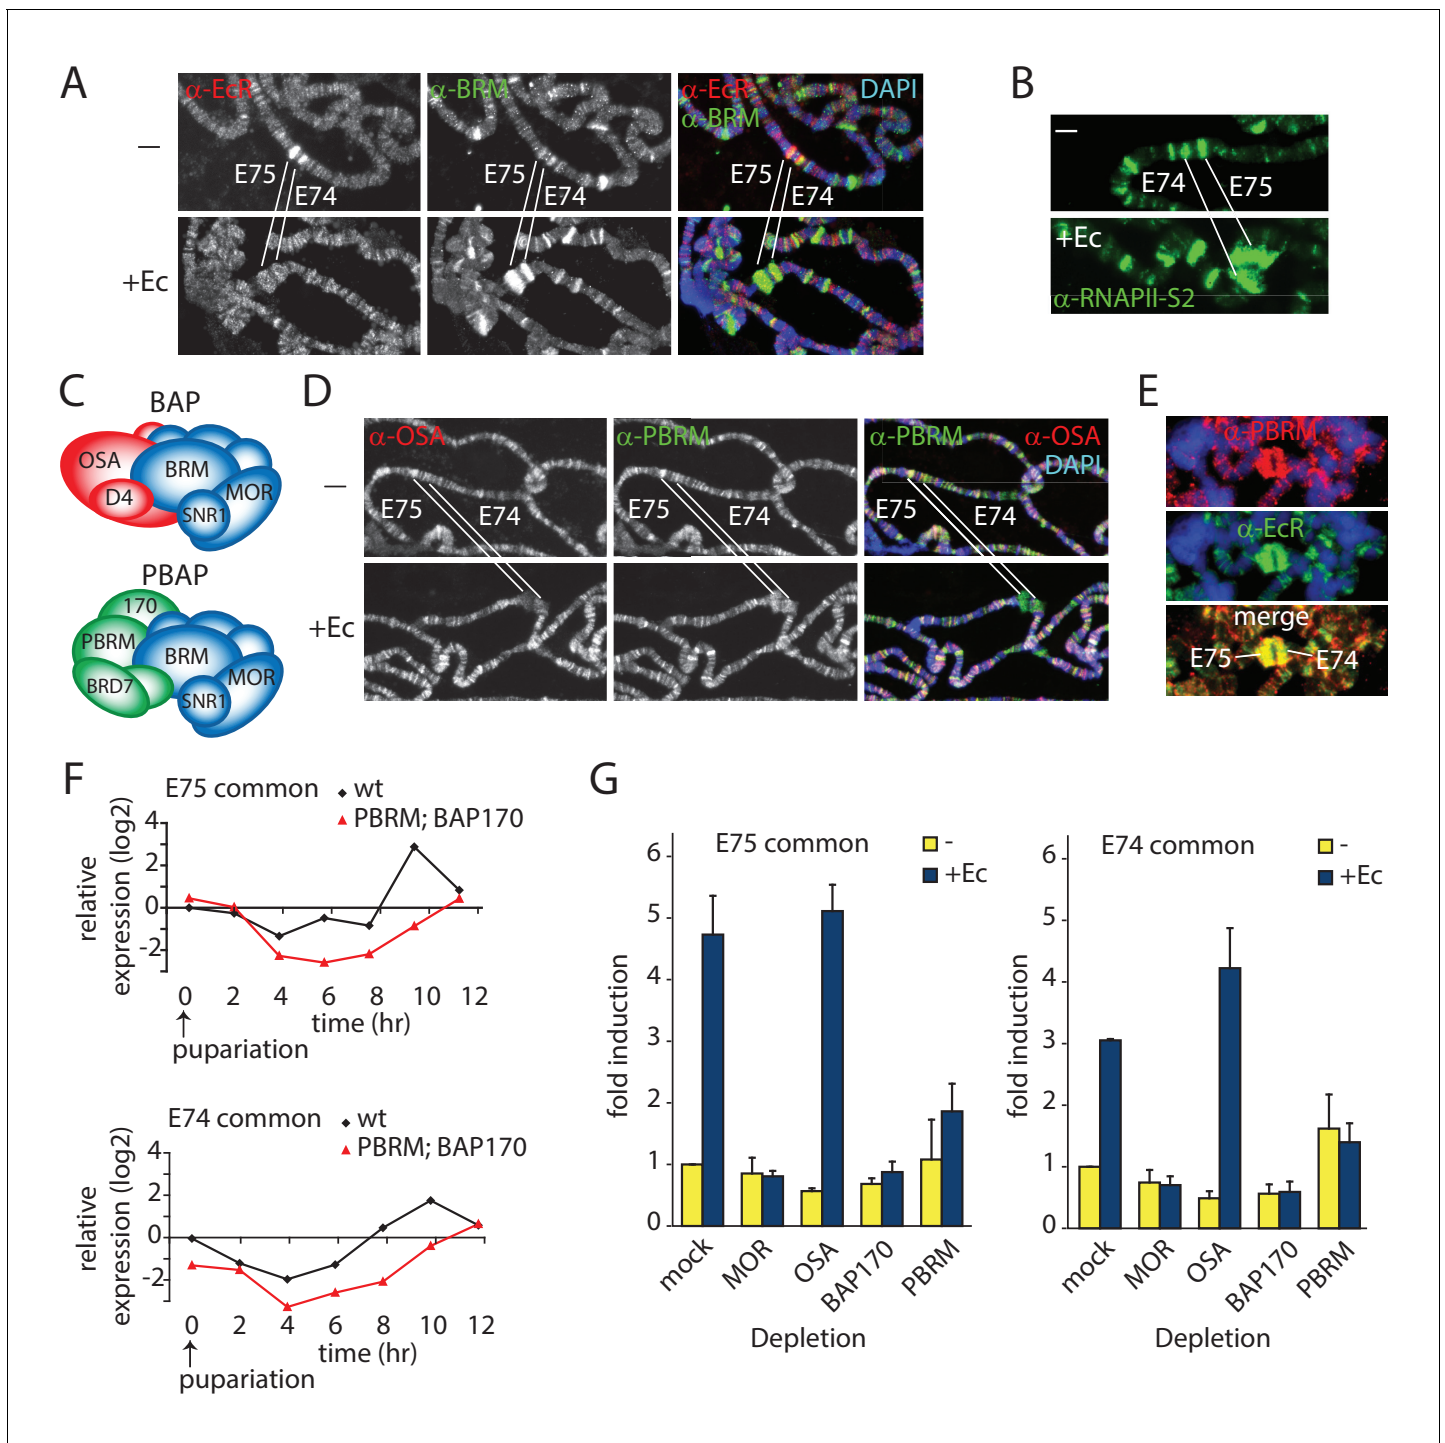 A
α-EcR
α-BRM
α-EcR
α-BRM
DAPI
–
E75
E74
E75
E74
E75
E74
+Ec
B
E74
E75
+Ec
α-RNAPII-S2
C
BAP
OSA
BRM
D4
MOR
SNR1
PBAP
170
PBRM
BRM
BRD7
MOR
SNR1
D
α-OSA
α-PBRM
α-PBRM
α-OSA
DAPI
–
E75
E74
E75
E74
E75
E74
+Ec
E
α-PBRM
α-EcR
merge
E75
E74
F
E75 common
wt
PBRM; BAP170
relative
expression (log2)
4
2
0
-2
0 2 4 6 8 10 12
time (hr)
pupariation
E74 common
wt
PBRM; BAP170
relative
expression (log2)
4
2
0
-2
0 2 4 6 8 10 12
time (hr)
pupariation
G
E75 common
-
+Ec
fold induction
6
5
4
3
2
1
0
mock
MOR
OSA
BAP170
PBRM
Depletion
E74 common
-
+Ec
fold induction
6
5
4
3
2
1
0
mock
MOR
OSA
BAP170
PBRM
Depletion